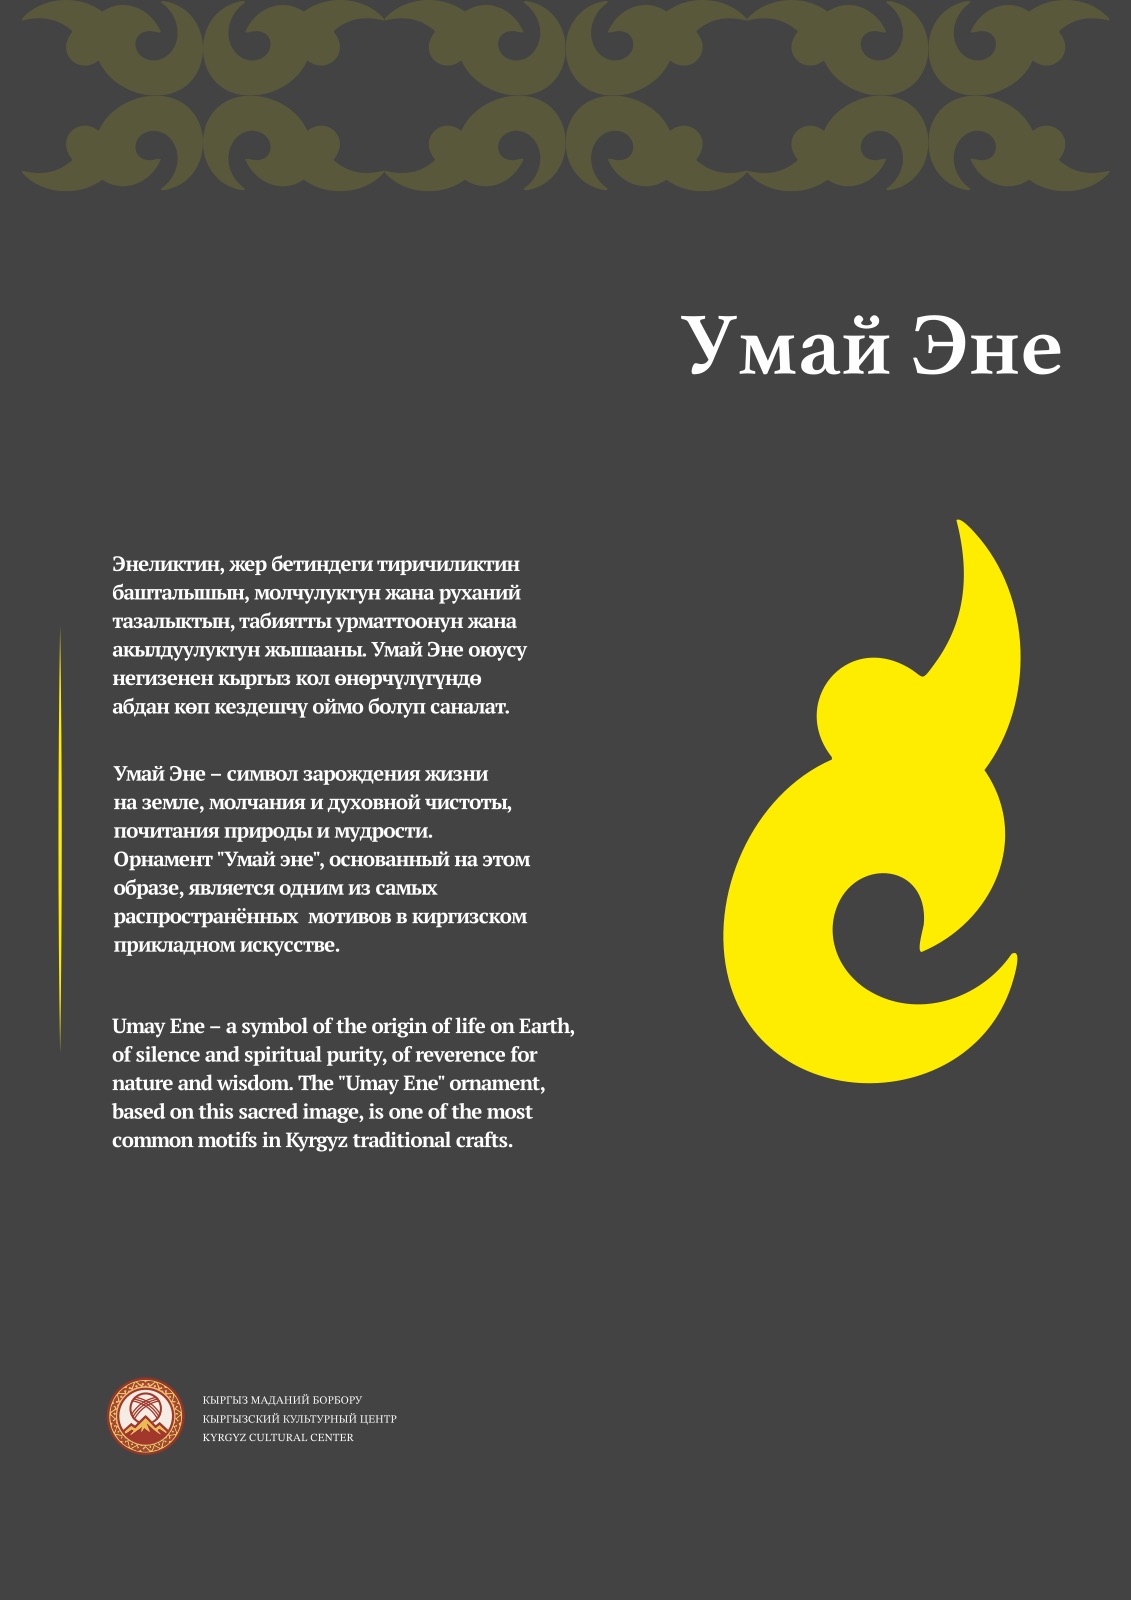 Умай Эне
Энеликтин, жер бетиндеги тиричиликтин
башталышын, молчулуктун жана руханий
тазалыктын, табиятты урматтоонун жана
акылдуулуктун жышааны. Умай Эне оюусу
негизенен кыргыз кол өнөрчүлүгүндө
абдан көп кездешчү оймо болуп саналат.
Умай Эне – символ зарождения жизни
на земле, молчания и духовной чистоты,
почитания природы и мудрости.
Орнамент "Умай эне", основанный на этом
образе, является одним из самых
распространённых  мотивов в киргизском
прикладном искусстве.
Umay Ene – a symbol of the origin of life on Earth,
of silence and spiritual purity, of reverence for
nature and wisdom. The "Umay Ene" ornament,
based on this sacred image, is one of the most
common motifs in Kyrgyz traditional crafts.
КЫРГЫЗ МАДАНИЙ БОРБОРУ
КЫРГЫЗСКИЙ КУЛЬТУРНЫЙ ЦЕНТР
KYRGYZ CULTURAL CENTER